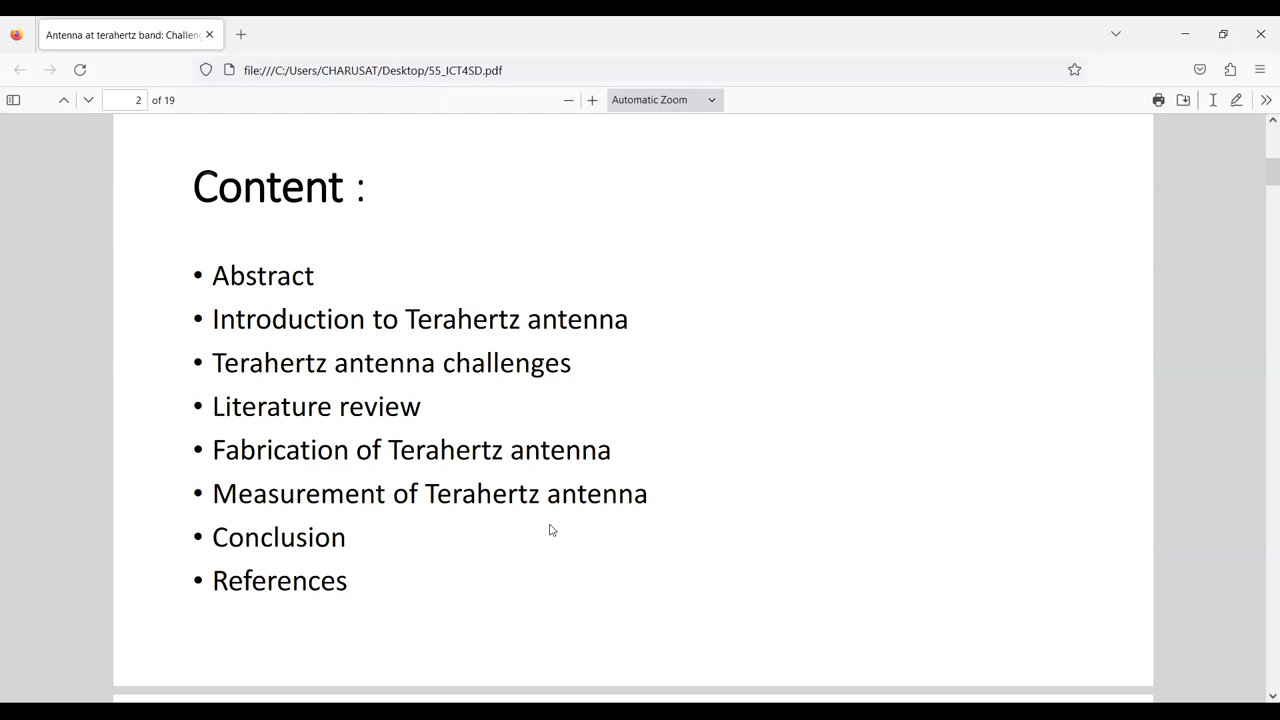 Antenna at terahertz band: Challen
file:///C:/Users/CHARUSAT/Desktop/55_ICT4SD.pdf
2 of 19
Automatic Zoom
Content :
• Abstract
• Introduction to Terahertz antenna
• Terahertz antenna challenges
• Literature review
• Fabrication of Terahertz antenna
• Measurement of Terahertz antenna
• Conclusion
• References